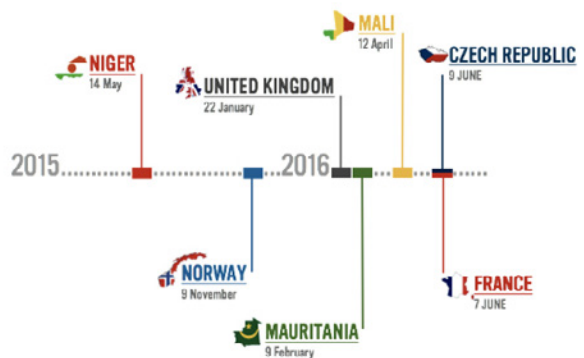 MALI
12 April
NIGER
14 May
CZECH REPUBLIC
9 JUNE
UNITED KINGDOM
22 January
2015
2016
NORWAY
9 November
FRANCE
7 JUNE
MAURITANIA
9 February